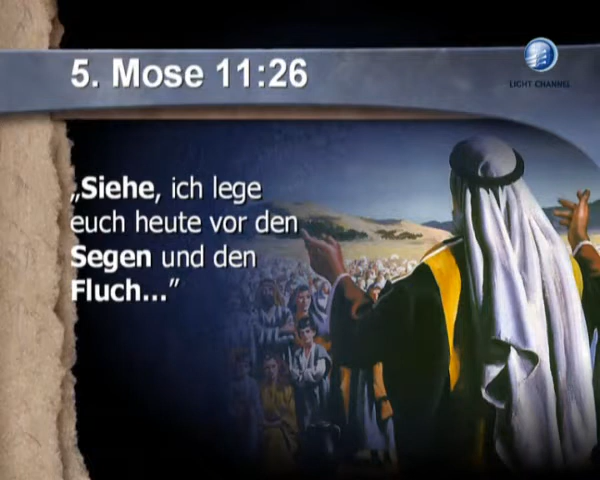 5. Mose 11:26
LIGHT CHANNEL
„Siehe, ich lege
euch heute vor den
Segen und den
Fluch...”